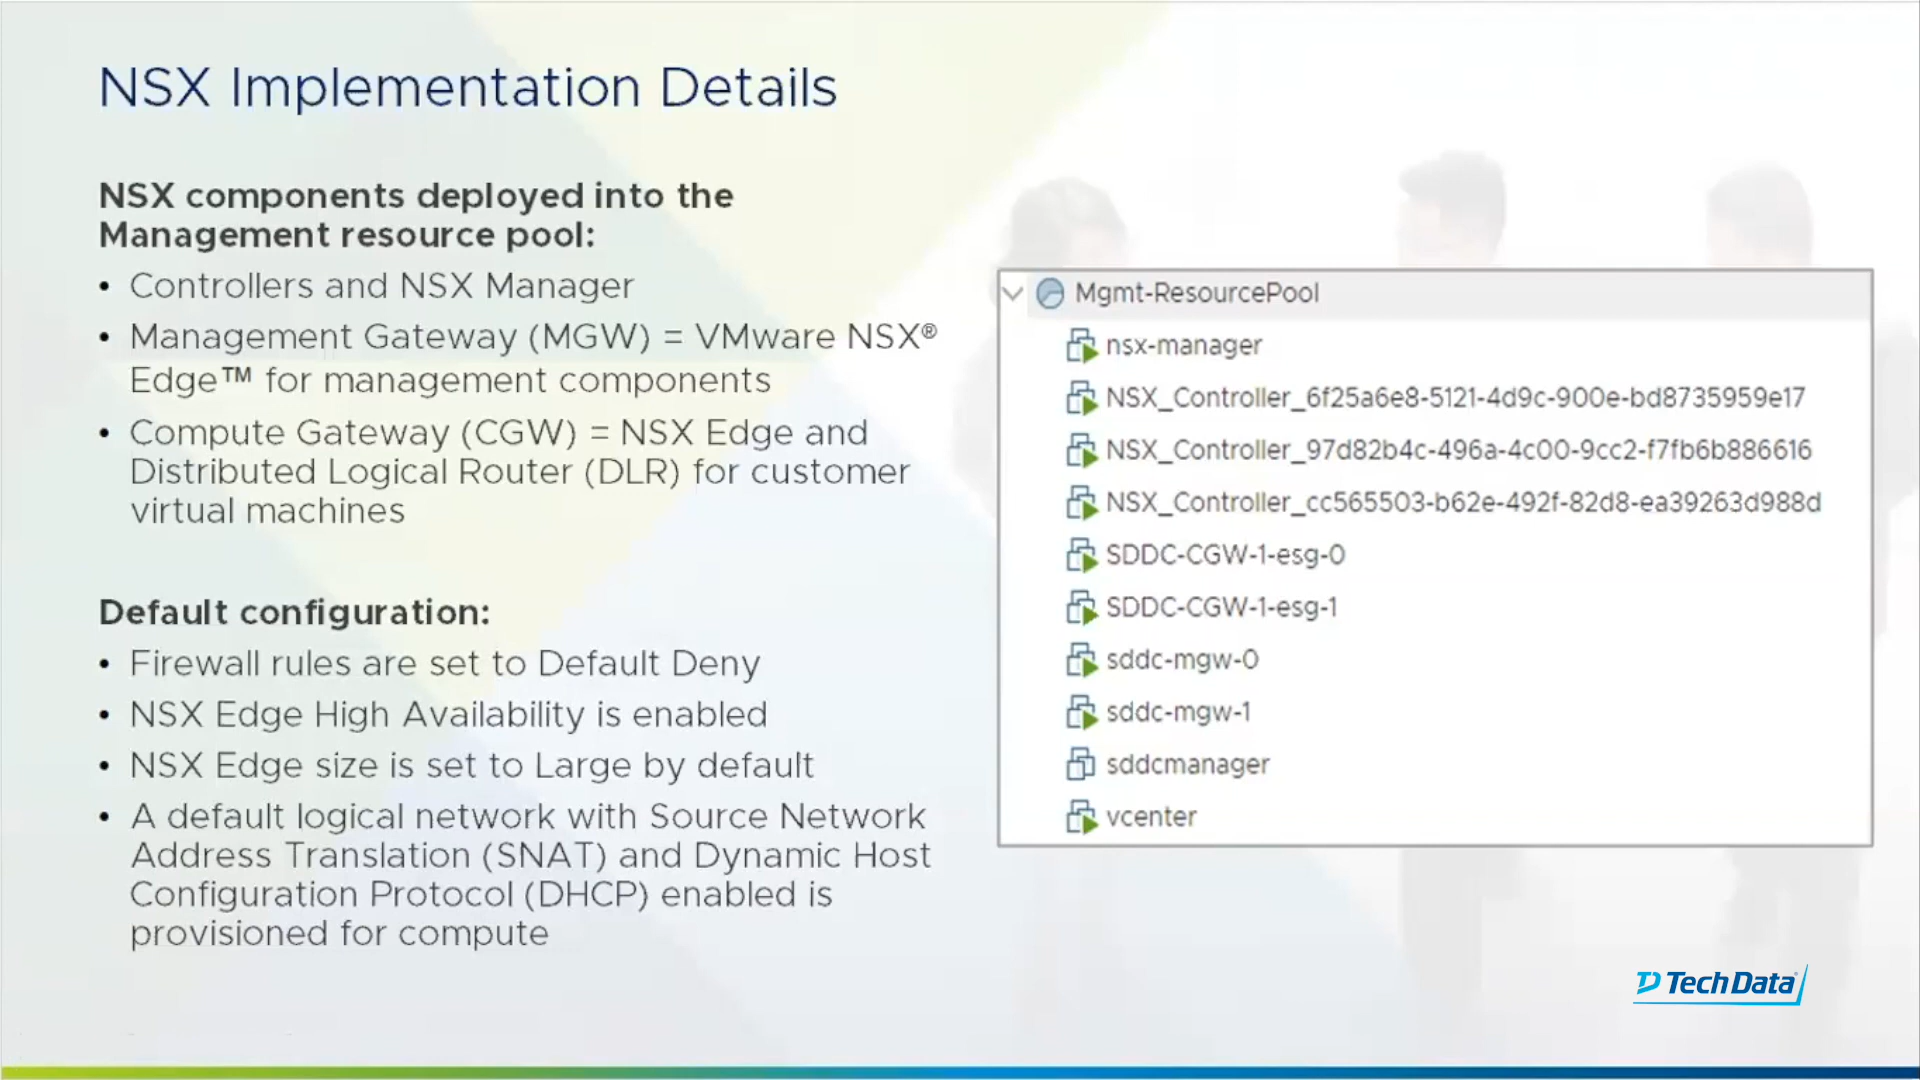 NSX Implementation Details
NSX components deployed into the
Management resource pool:
• Controllers and NSX Manager
• Management Gateway (MGW) = VMware NSX®
Edge™ for management components
• Compute Gateway (CGW) = NSX Edge and
Distributed Logical Router (DLR) for customer
virtual machines
Default configuration:
• Firewall rules are set to Default Deny
• NSX Edge High Availability is enabled
• NSX Edge size is set to Large by default
• A default logical network with Source Network
Address Translation (SNAT) and Dynamic Host
Configuration Protocol (DHCP) enabled is
provisioned for compute
Mgmt-ResourcePool
nsx-manager
NSX_Controller_6f25a6e8-5121-4d9c-900e-bd8735959e17
NSX_Controller_97d82b4c-496a-4c00-9cc2-f7fb6b886616
NSX_Controller_cc565503-b62e-492f-82d8-ea39263d988d
SDDC-CGW-1-esg-0
SDDC-CGW-1-esg-1
sddc-mgw-0
sddc-mgw-1
sddcmanager
vcenter
TechData